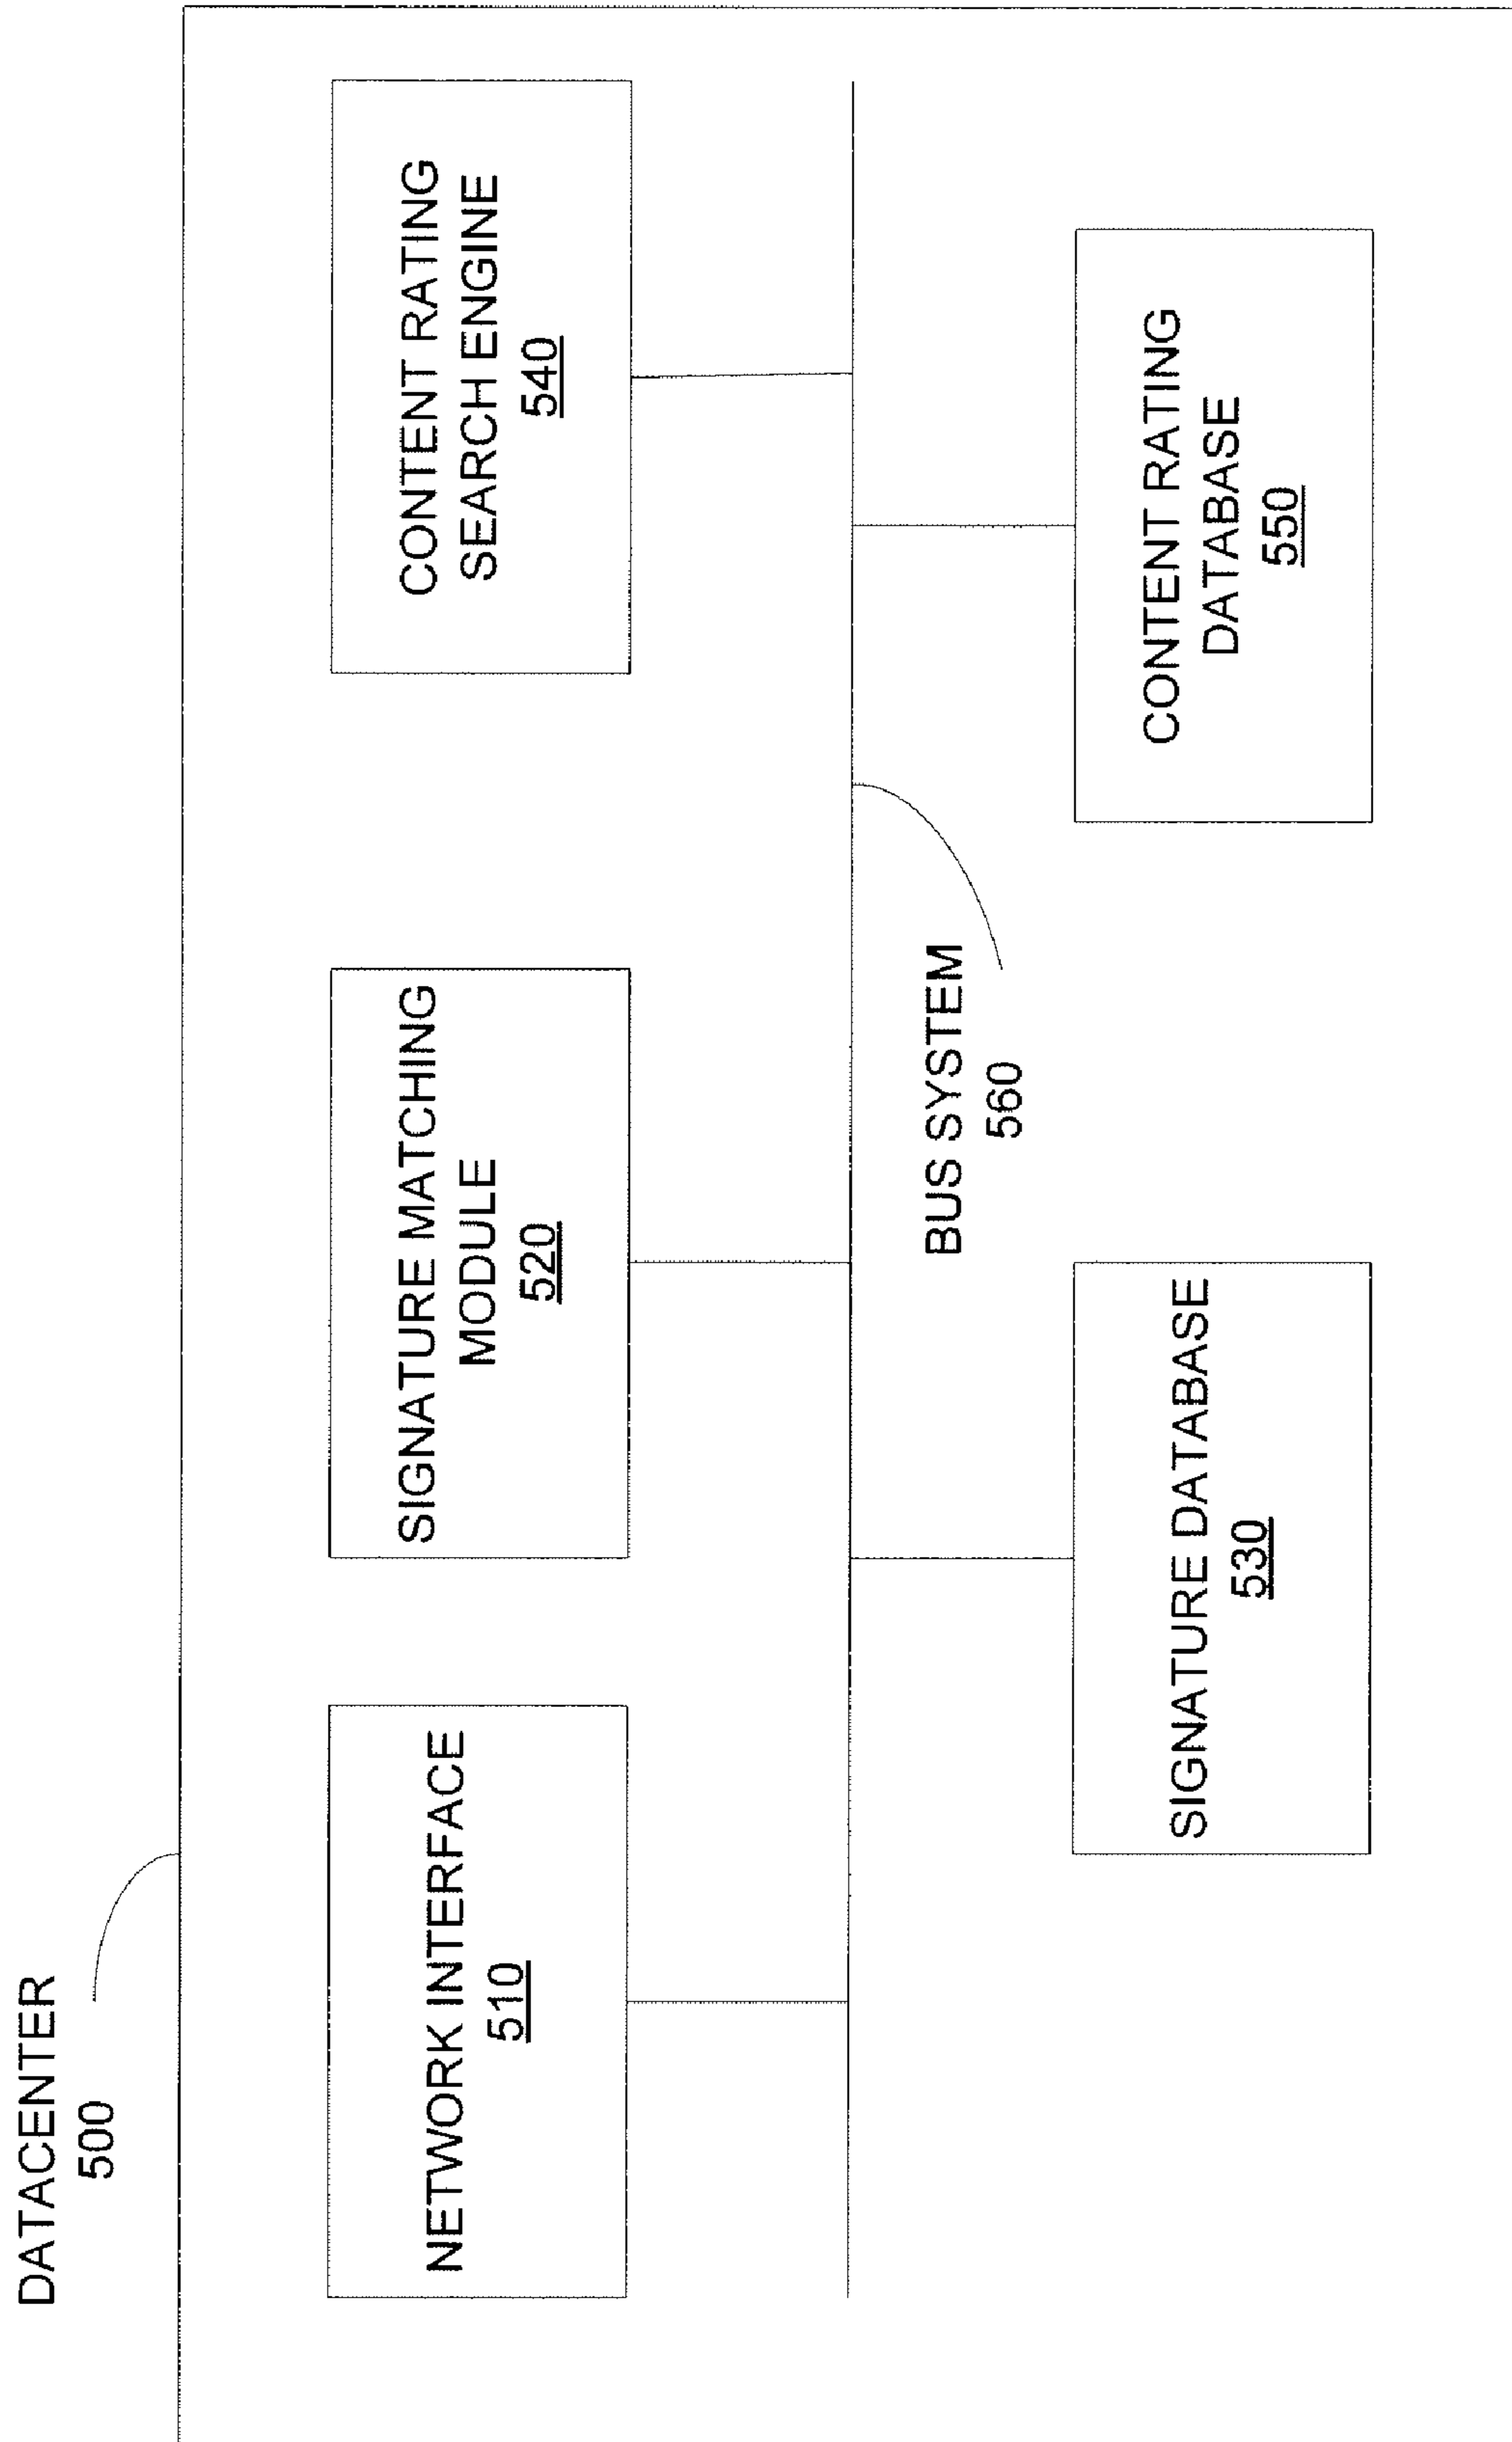 DATACENTER
500
NETWORK INTERFACE
510
SIGNATURE MATCHING
MODULE
520
CONTENT RATING
SEARCH ENGINE
540
BUS SYSTEM
560
SIGNATURE DATABASE
530
CONTENT RATING
DATABASE
550